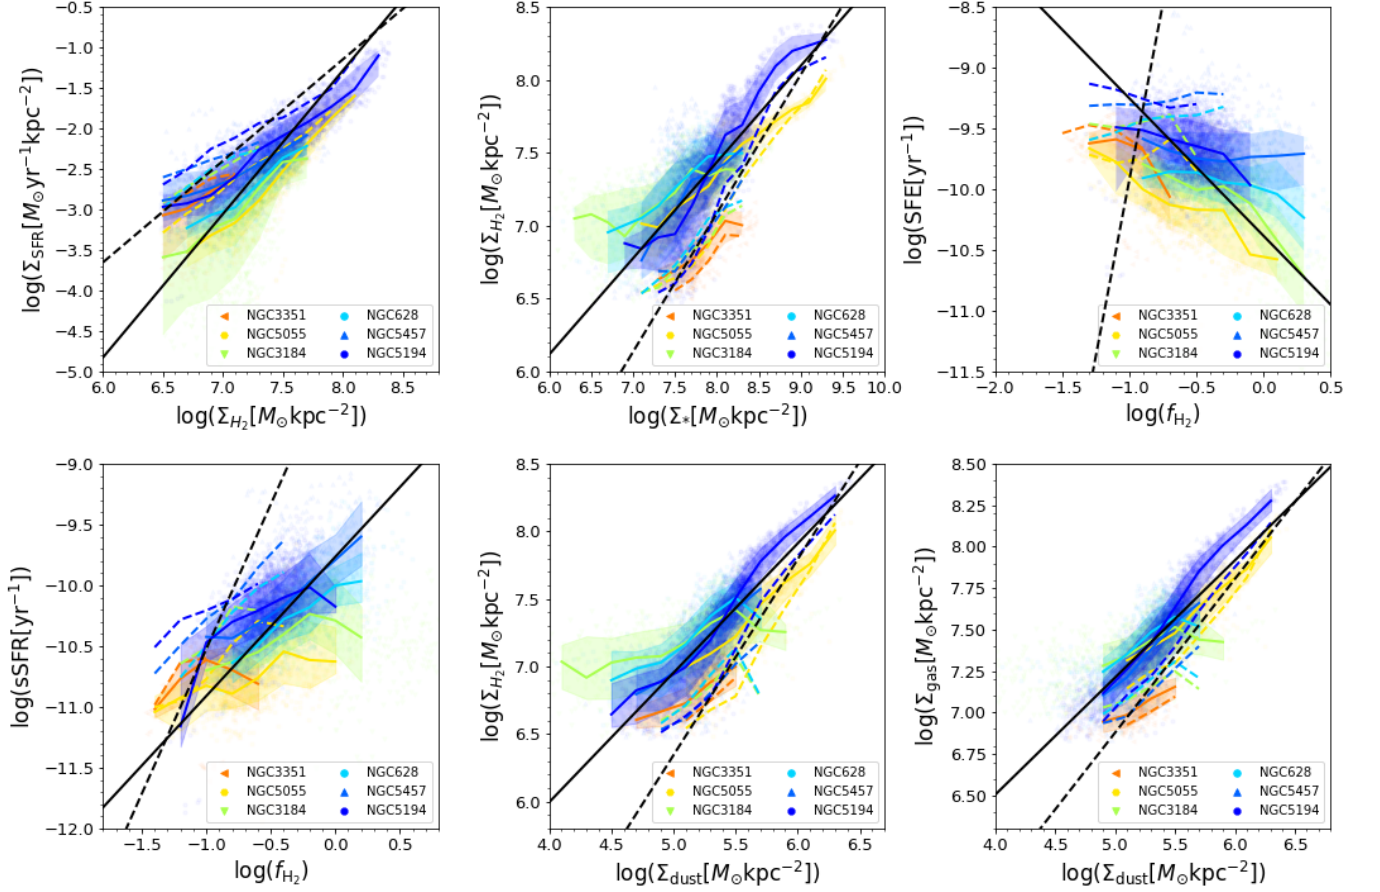 −0.5
−1.0
−1.5
−2.0
−2.5
−3.0
−3.5
−4.0
−4.5
−5.0
log(Σ_SFR[M⊙yr⁻¹kpc⁻²])
NGC3351 NGC628
NGC5055 NGC5457
NGC3184 NGC5194
6.0 6.5 7.0 7.5 8.0 8.5
log(Σ_H₂[M⊙kpc⁻²])
8.5
8.0
7.5
7.0
6.5
6.0
log(Σ_H₂[M⊙kpc⁻²])
NGC3351 NGC628
NGC5055 NGC5457
NGC3184 NGC5194
6.0 6.5 7.0 7.5 8.0 8.5 9.0 9.5 10.0
log(Σ_*[M⊙kpc⁻²])
−8.5
−9.0
−9.5
−10.0
−10.5
−11.0
−11.5
log(SFE[yr⁻¹])
NGC3351 NGC628
NGC5055 NGC5457
NGC3184 NGC5194
−2.0 −1.5 −1.0 −0.5 0.0 0.5
log(f_H₂)
−9.0
−9.5
−10.0
−10.5
−11.0
−11.5
−12.0
log(sSFR[yr⁻¹])
NGC3351 NGC628
NGC5055 NGC5457
NGC3184 NGC5194
−1.5 −1.0 −0.5 0.0 0.5
log(f_H₂)
8.5
8.0
7.5
7.0
6.5
6.0
log(Σ_H₂[M⊙kpc⁻²])
NGC3351 NGC628
NGC5055 NGC5457
NGC3184 NGC5194
4.0 4.5 5.0 5.5 6.0 6.5
log(Σ_dust[M⊙kpc⁻²])
8.50
8.25
8.00
7.75
7.50
7.25
7.00
6.75
6.50
log(Σ_gas[M⊙kpc⁻²])
NGC3351 NGC628
NGC5055 NGC5457
NGC3184 NGC5194
4.0 4.5 5.0 5.5 6.0 6.5
log(Σ_dust[M⊙kpc⁻²])